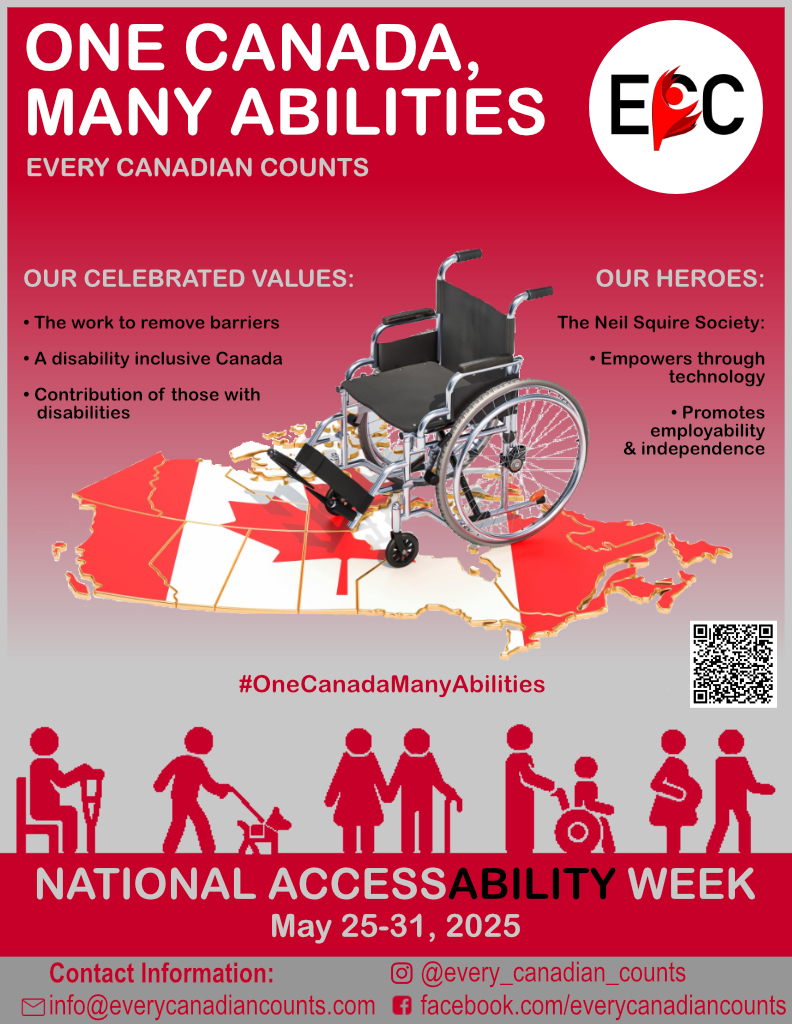 ONE CANADA,
MANY ABILITIES
EVERY CANADIAN COUNTS
ECC
OUR CELEBRATED VALUES:
• The work to remove barriers
• A disability inclusive Canada
• Contribution of those with
disabilities
OUR HEROES:
The Neil Squire Society:
• Empowers through
technology
• Promotes
employability
& independence
#OneCanadaManyAbilities
NATIONAL ACCESSABILITY WEEK
May 25-31, 2025
Contact Information:
info@everycanadiancounts.com
@every_canadian_counts
facebook.com/everycanadiancounts